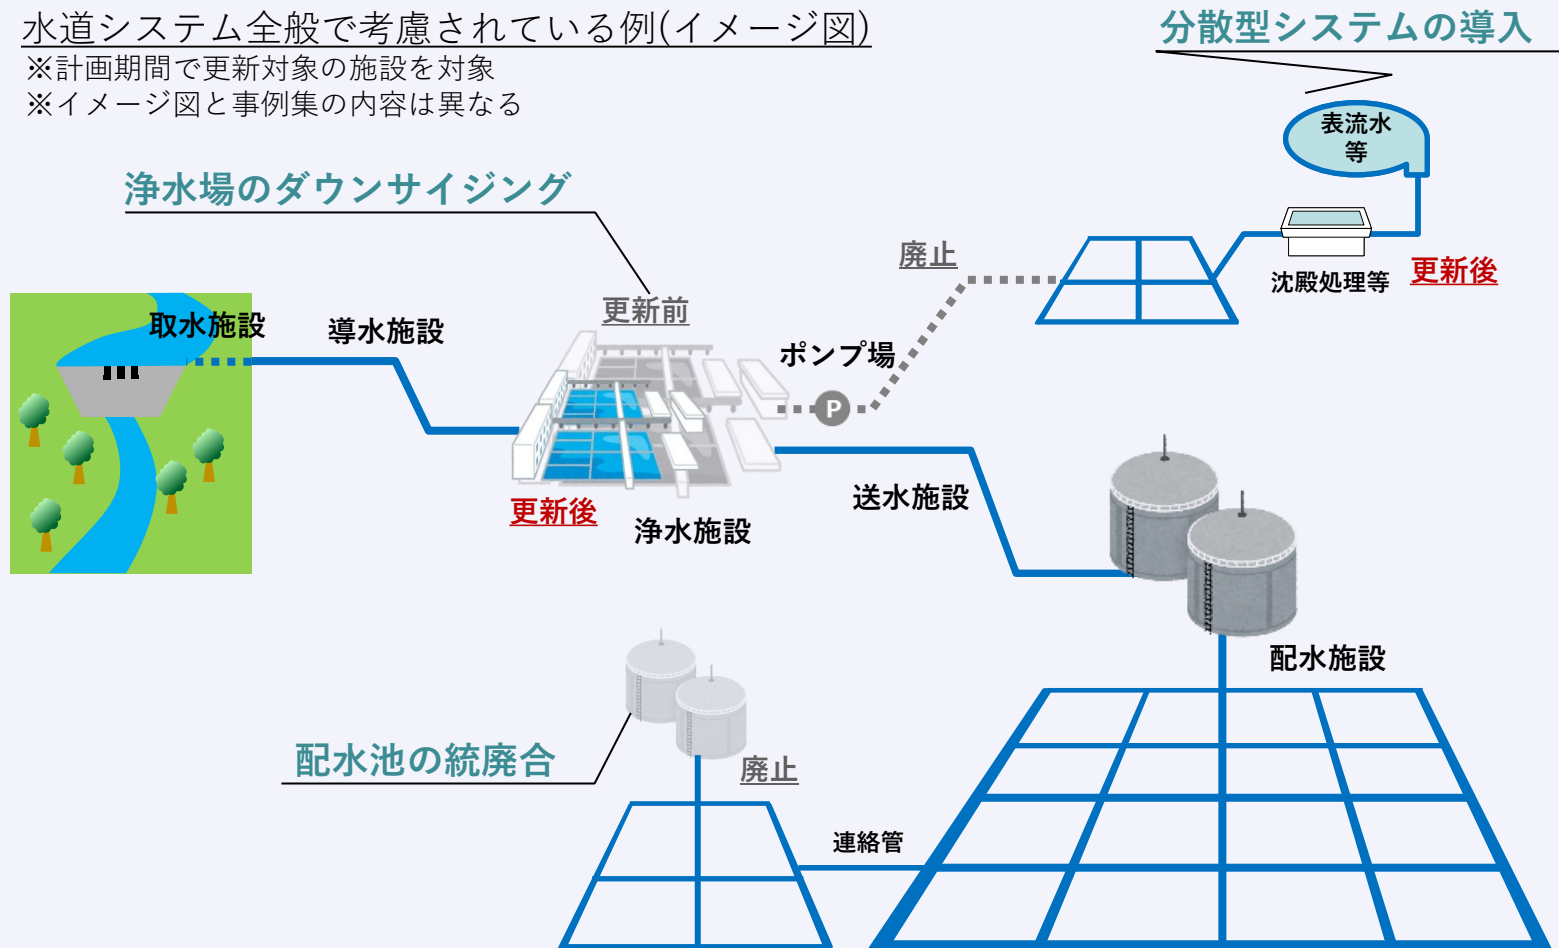 水道システム全般で考慮されている例(イメージ図)
※計画期間で更新対象の施設を対象
※イメージ図と事例集の内容は異なる
分散型システムの導入
表流水
等
浄水場のダウンサイジング
廃止
沈殿処理等
更新後
更新前
取水施設
導水施設
ポンプ場
P
更新後
浄水施設
送水施設
配水施設
配水池の統廃合
廃止
連絡管